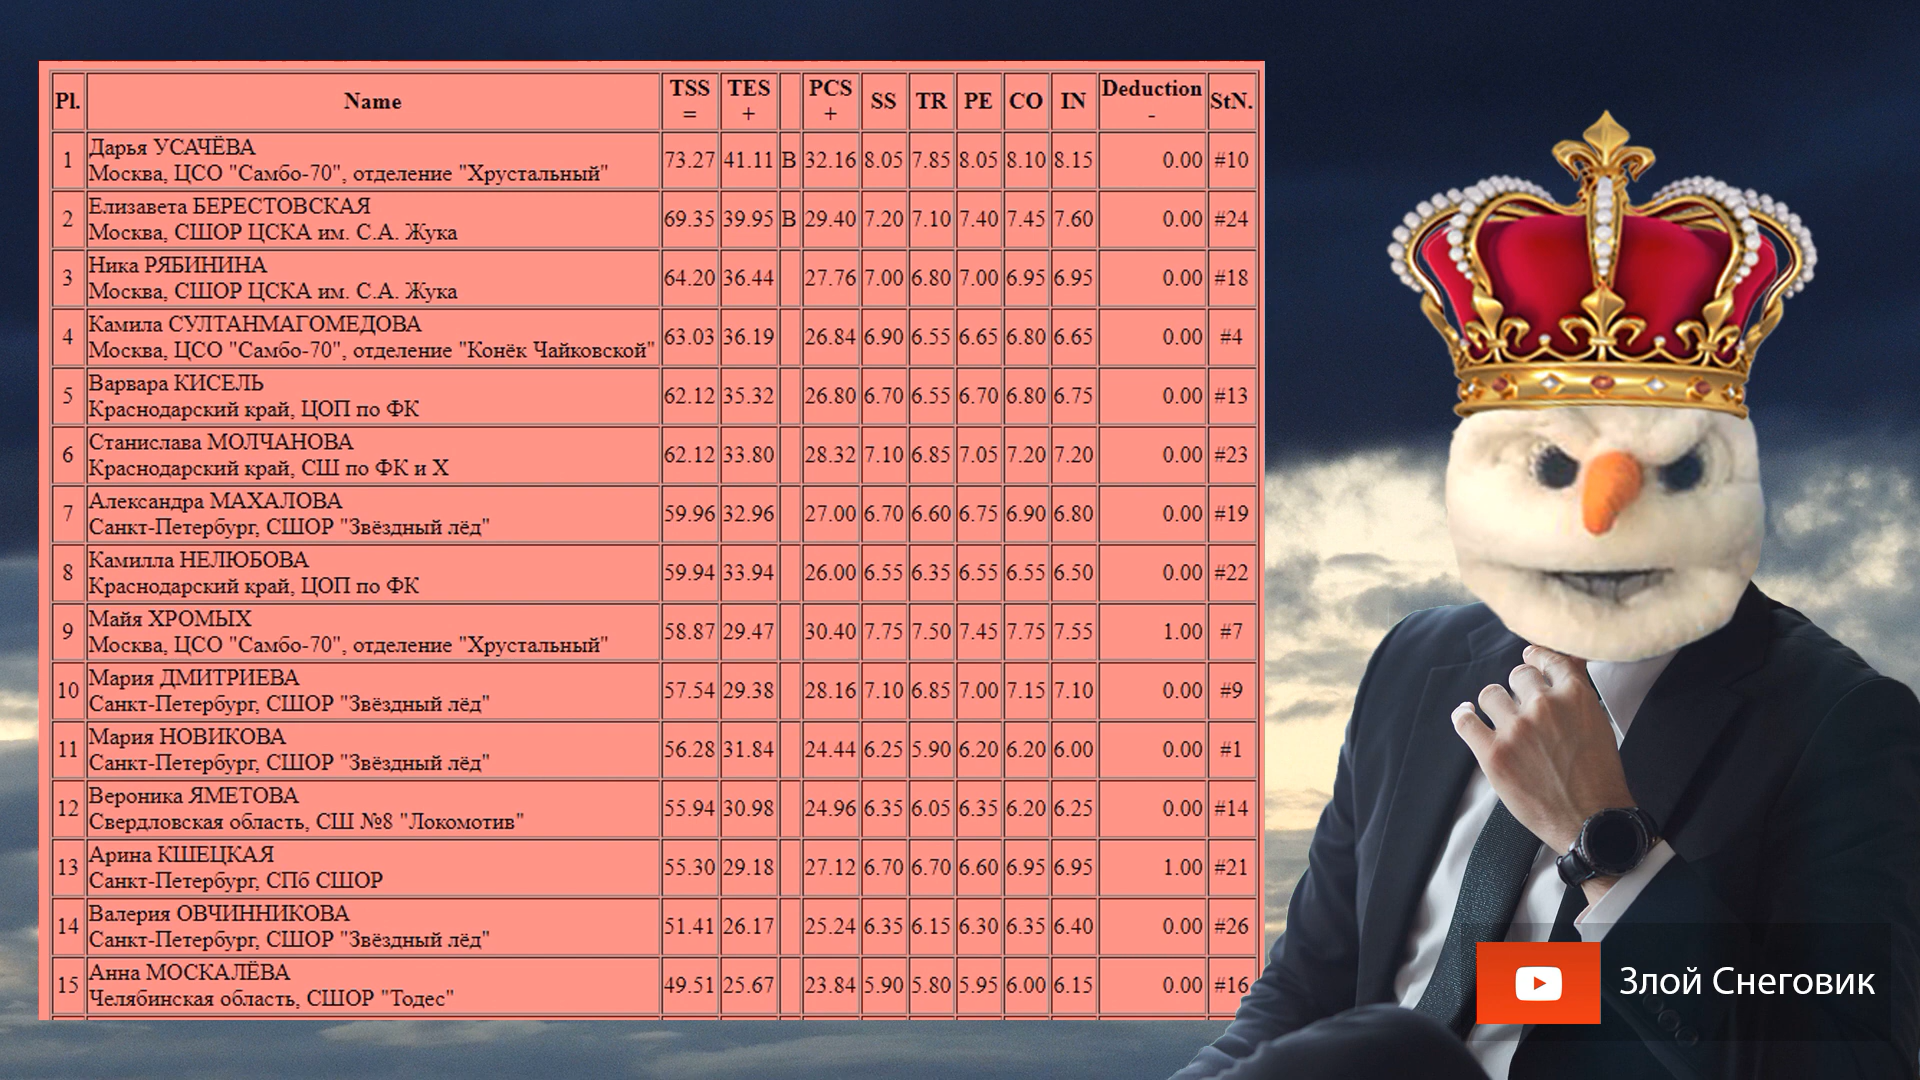 Pl. Name TSS = TES + PCS + SS TR PE CO IN Deduction - StN.
1 Дарья УСАЧЁВА 73.27 41.11 B 32.16 8.05 7.85 8.05 8.10 8.15 0.00 #10
Москва, ЦСО "Самбо-70", отделение "Хрустальный"
2 Елизавета БЕРЕСТОВСКАЯ 69.35 39.95 B 29.40 7.20 7.10 7.40 7.45 7.60 0.00 #24
Москва, СШОР ЦСКА им. С.А. Жука
3 Ника РЯБИНИНА 64.20 36.44 27.76 7.00 6.80 7.00 6.95 6.95 0.00 #18
Москва, СШОР ЦСКА им. С.А. Жука
4 Камила СУЛТАНМАГОМЕДОВА 63.03 36.19 26.84 6.90 6.55 6.65 6.80 6.65 0.00 #4
Москва, ЦСО "Самбо-70", отделение "Конёк Чайковской"
5 Варвара КИСЕЛЬ 62.12 35.32 26.80 6.70 6.55 6.70 6.80 6.75 0.00 #13
Краснодарский край, ЦОП по ФК
6 Станислава МОЛЧАНОВА 62.12 33.80 28.32 7.10 6.85 7.05 7.20 7.20 0.00 #23
Краснодарский край, СШ по ФК и Х
7 Александра МАХАЛОВА 59.96 32.96 27.00 6.70 6.60 6.75 6.90 6.80 0.00 #19
Санкт-Петербург, СШОР "Звёздный лёд"
8 Камилла НЕЛЮБОВА 59.94 33.94 26.00 6.55 6.35 6.55 6.55 6.50 0.00 #22
Краснодарский край, ЦОП по ФК
9 Майя ХРОМЫХ 58.87 29.47 30.40 7.75 7.50 7.45 7.75 7.55 1.00 #7
Москва, ЦСО "Самбо-70", отделение "Хрустальный"
10 Мария ДМИТРИЕВА 57.54 29.38 28.16 7.10 6.85 7.00 7.15 7.10 0.00 #9
Санкт-Петербург, СШОР "Звёздный лёд"
11 Мария НОВИКОВА 56.28 31.84 24.44 6.25 5.90 6.20 6.20 6.00 0.00 #1
Санкт-Петербург, СШОР "Звёздный лёд"
12 Вероника ЯМЕТОВА 55.94 30.98 24.96 6.35 6.05 6.35 6.20 6.25 0.00 #14
Свердловская область, СШ №8 "Локомотив"
13 Арина КШЕЦКАЯ 55.30 29.18 27.12 6.70 6.70 6.60 6.95 6.95 1.00 #21
Санкт-Петербург, СПб СШОР
14 Валерия ОВЧИННИКОВА 51.41 26.17 25.24 6.35 6.15 6.30 6.35 6.40 0.00 #26
Санкт-Петербург, СШОР "Звёздный лёд"
15 Анна МОСКАЛЁВА 49.51 25.67 23.84 5.90 5.80 5.95 6.00 6.15 0.00 #16
Челябинская область, СШОР "Тодес"
Злой Снеговик